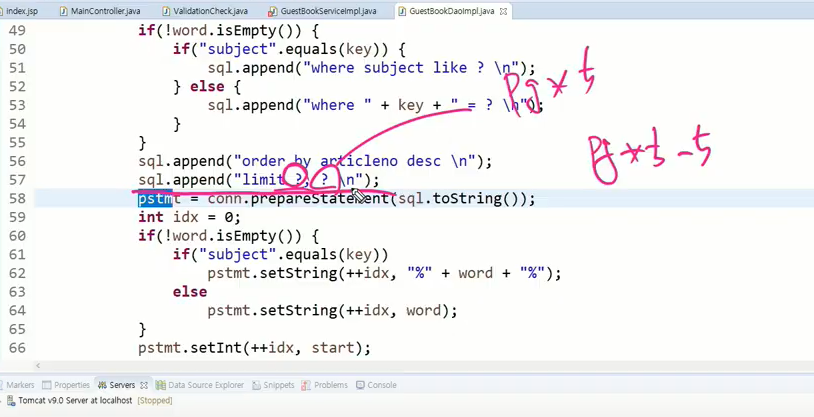 index.jsp MainController.java ValidationCheck.java GuestBookServiceImpl.java GuestBookDaoImpl.java
49 if(!word.isEmpty()) {
50 if("subject".equals(key)) {
51 sql.append("where subject like ? \n");
52 } else {
53 sql.append("where " + key + " = ? \n");
54 }
55 }
56 sql.append("order by articleno desc \n");
57 sql.append("limit ?, ? \n");
58 pstmt = conn.prepareStatement(sql.toString());
59 int idx = 0;
60 if(!word.isEmpty()) {
61 if("subject".equals(key))
62 pstmt.setString(++idx, "%" + word + "%");
63 else
64 pstmt.setString(++idx, word);
65 }
66 pstmt.setInt(++idx, start);
Markers Properties Servers Data Source Explorer Snippets Problems Console
Tomcat v9.0 Server at localhost [Stopped]